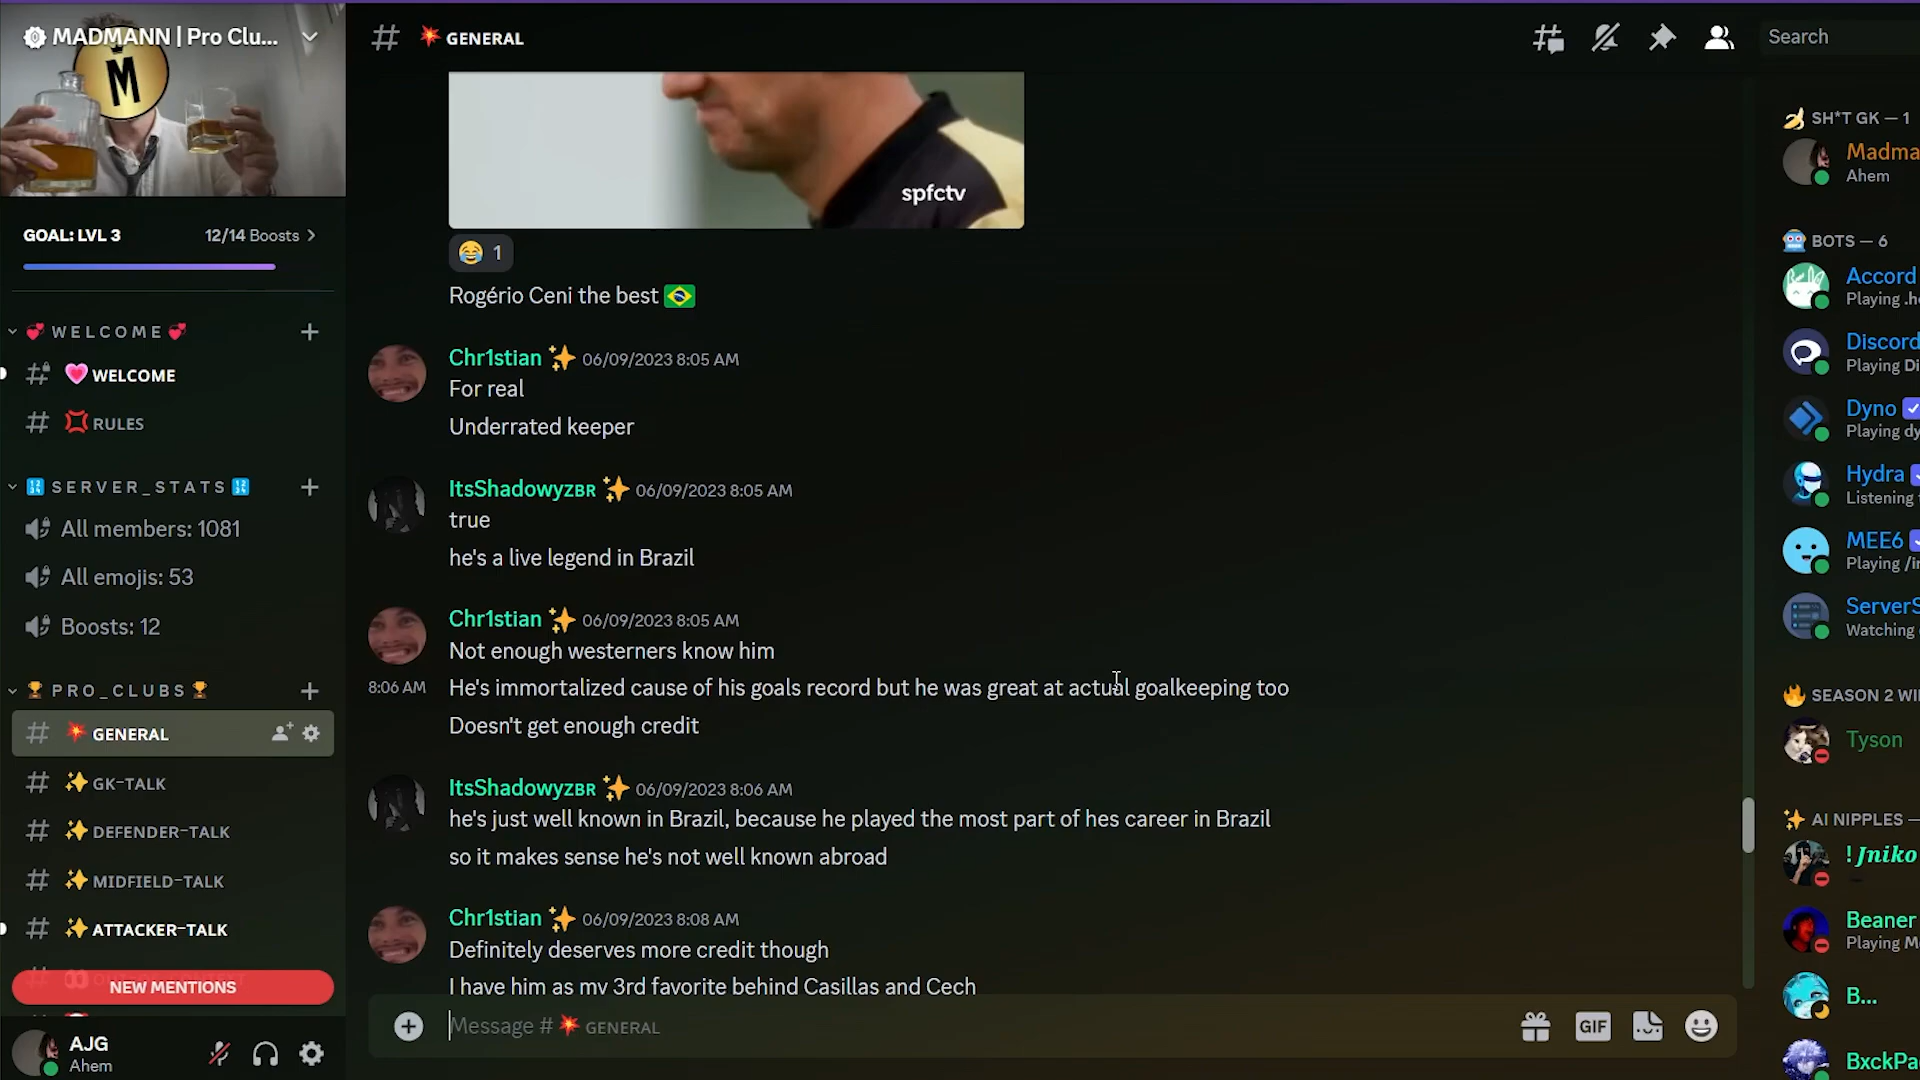 MADMANN | Pro Clu...
M
GOAL: LVL 3
12/14 Boosts
WELCOME
WELCOME
RULES
SERVER_STATS
All members: 1081
All emojis: 53
Boosts: 12
PRO_CLUBS
GENERAL
GK-TALK
DEFENDER-TALK
MIDFIELD-TALK
ATTACKER-TALK
NEW MENTIONS
AJG
Ahem
GENERAL
Search
spfctv
😂 1
Rogério Ceni the best 🇧🇷
Chr1stian ✨ 06/09/2023 8:05 AM
For real
Underrated keeper
ItsShadowyzBR ✨ 06/09/2023 8:05 AM
true
he's a live legend in Brazil
Chr1stian ✨ 06/09/2023 8:05 AM
Not enough westerners know him
8:06 AM He's immortalized cause of his goals record but he was great at actual goalkeeping too
Doesn't get enough credit
ItsShadowyzBR ✨ 06/09/2023 8:06 AM
he's just well known in Brazil, because he played the most part of hes career in Brazil
so it makes sense he's not well known abroad
Chr1stian ✨ 06/09/2023 8:08 AM
Definitely deserves more credit though
I have him as my 3rd favorite behind Casillas and Cech
Message # GENERAL
GIF
SH*T GK — 1
Madma
Ahem
BOTS — 6
Accord
Playing .h
Discord
Playing Di
Dyno
Playing dy
Hydra
Listening
MEE6
Playing /i
ServerS
Watching
SEASON 2 WI
Tyson
AI NIPPLES —
! Jniko
Beaner
Playing M
B...
BxckPa